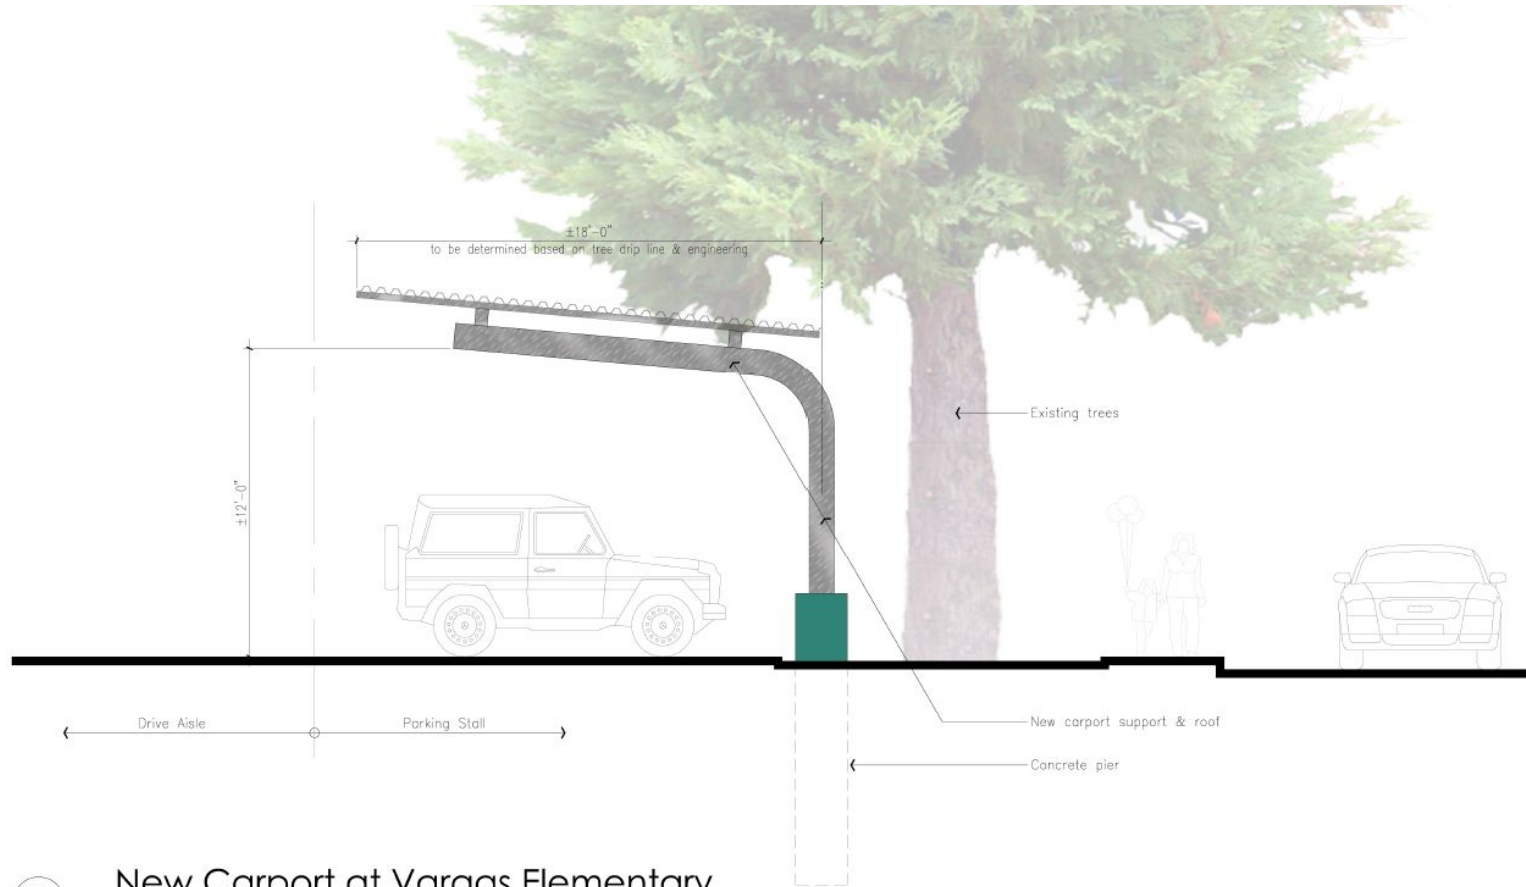 ±18'-0"
to be determined based on tree drip line & engineering
Existing trees
±12'-0"
Drive Aisle
Parking Stall
New carport support & roof
Concrete pier
New Carport at Vargas Elementary